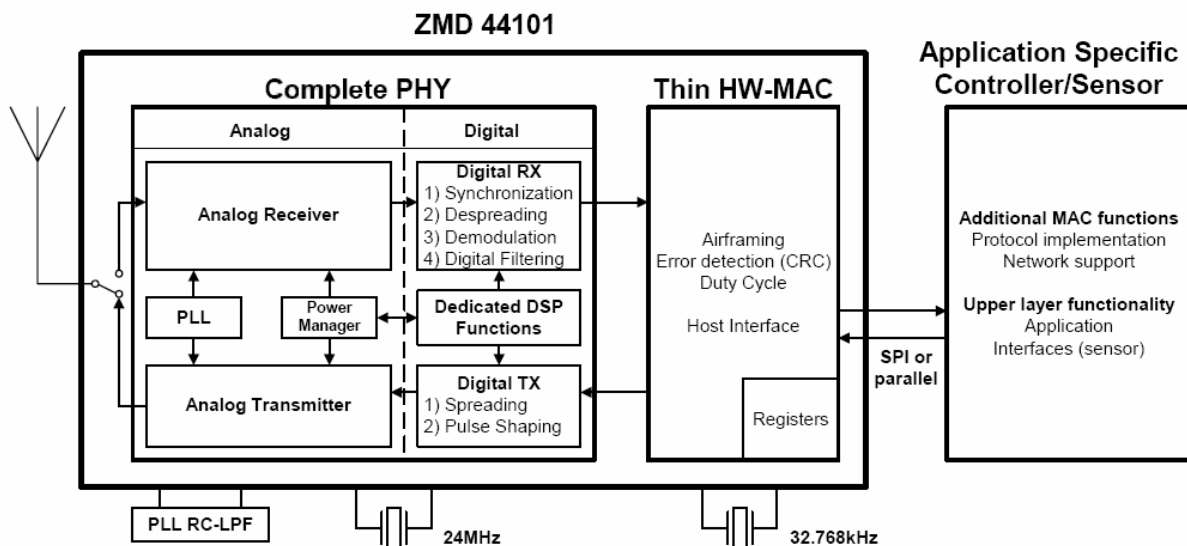 ZMD 44101
Application Specific
Controller/Sensor
Complete PHY
Thin HW-MAC
Analog
Digital
Analog Receiver
Digital RX
1) Synchronization
2) Despreading
3) Demodulation
4) Digital Filtering
PLL
Power
Manager
Dedicated DSP
Functions
Analog Transmitter
Digital TX
1) Spreading
2) Pulse Shaping
Airframing
Error detection (CRC)
Duty Cycle
Host Interface
Registers
SPI or
parallel
Additional MAC functions
Protocol implementation
Network support
Upper layer functionality
Application
Interfaces (sensor)
PLL RC-LPF
24MHz
32.768kHz